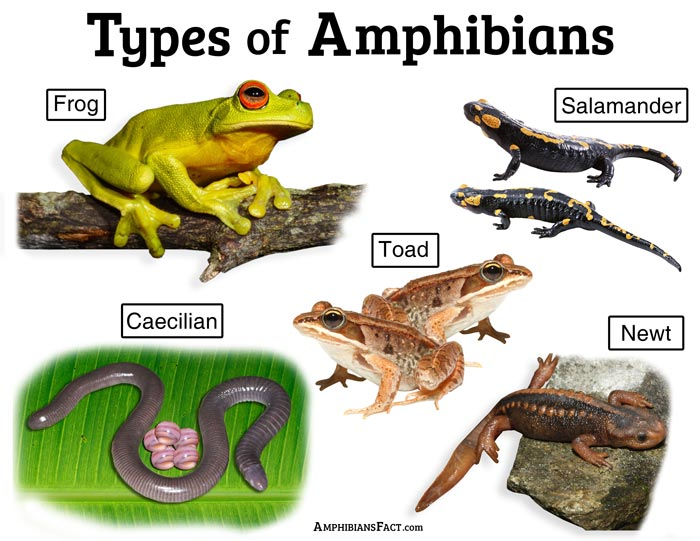 Types of Amphibians
Frog
Salamander
Toad
Caecilian
Newt
AmphibiansFact.com